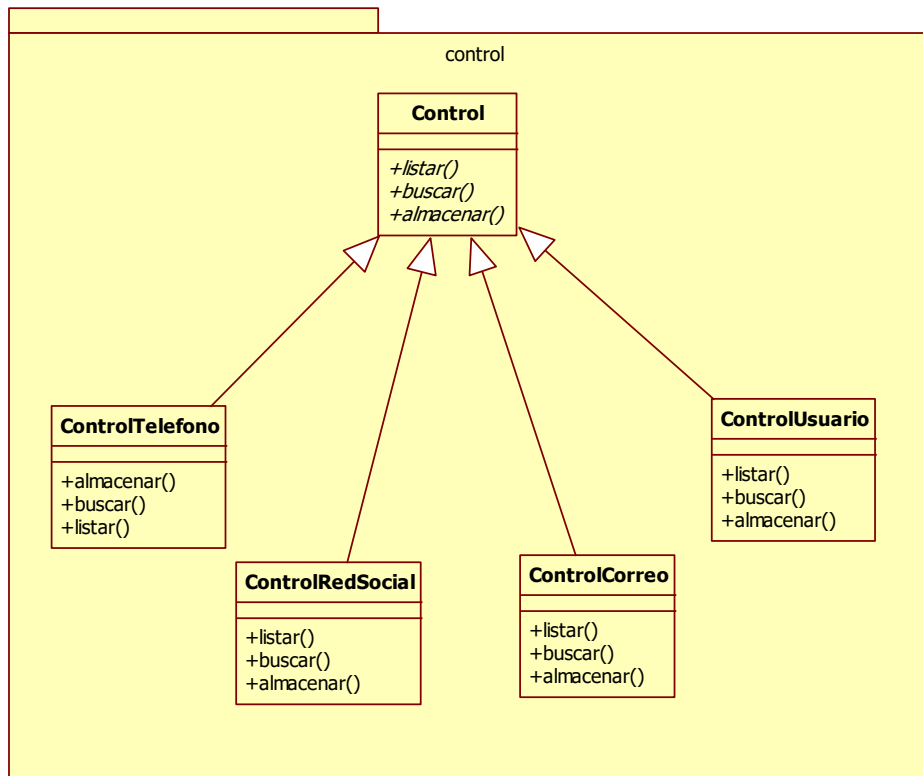 control
Control
+listar()
+buscar()
+almacenar()
ControlTelefono
+almacenar()
+buscar()
+listar()
ControlRedSocial
+listar()
+buscar()
+almacenar()
ControlCorreo
+listar()
+buscar()
+almacenar()
ControlUsuario
+listar()
+buscar()
+almacenar()